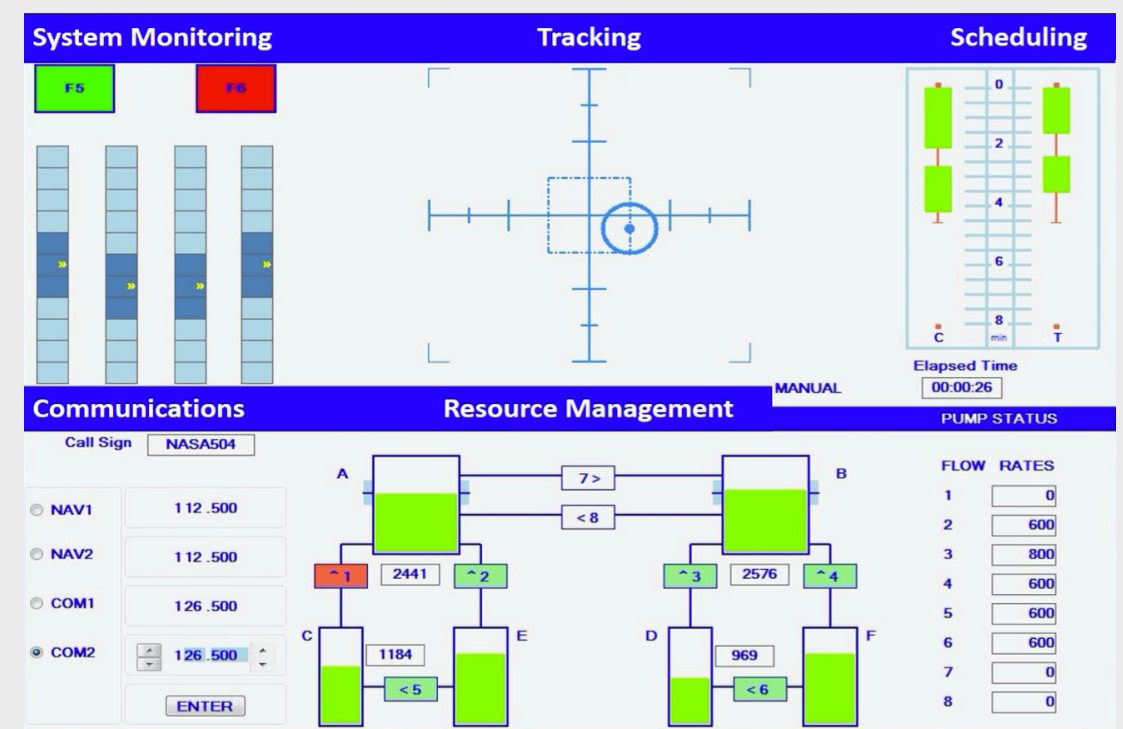 System Monitoring
Tracking
Scheduling
F5
F6
»
»
»
»
0
2
4
6
8
C
min
T
Elapsed Time
MANUAL
00:00:26
Communications
Resource Management
PUMP STATUS
Call Sign
NASA504
NAV1
112 .500
NAV2
112 .500
COM1
126 .500
COM2
126 .500
ENTER
A
7 >
B
< 8
^ 1
2441
^ 2
^ 3
2576
^ 4
C
1184
E
< 5
D
969
F
< 6
FLOW RATES
1 0
2 600
3 800
4 600
5 600
6 600
7 0
8 0